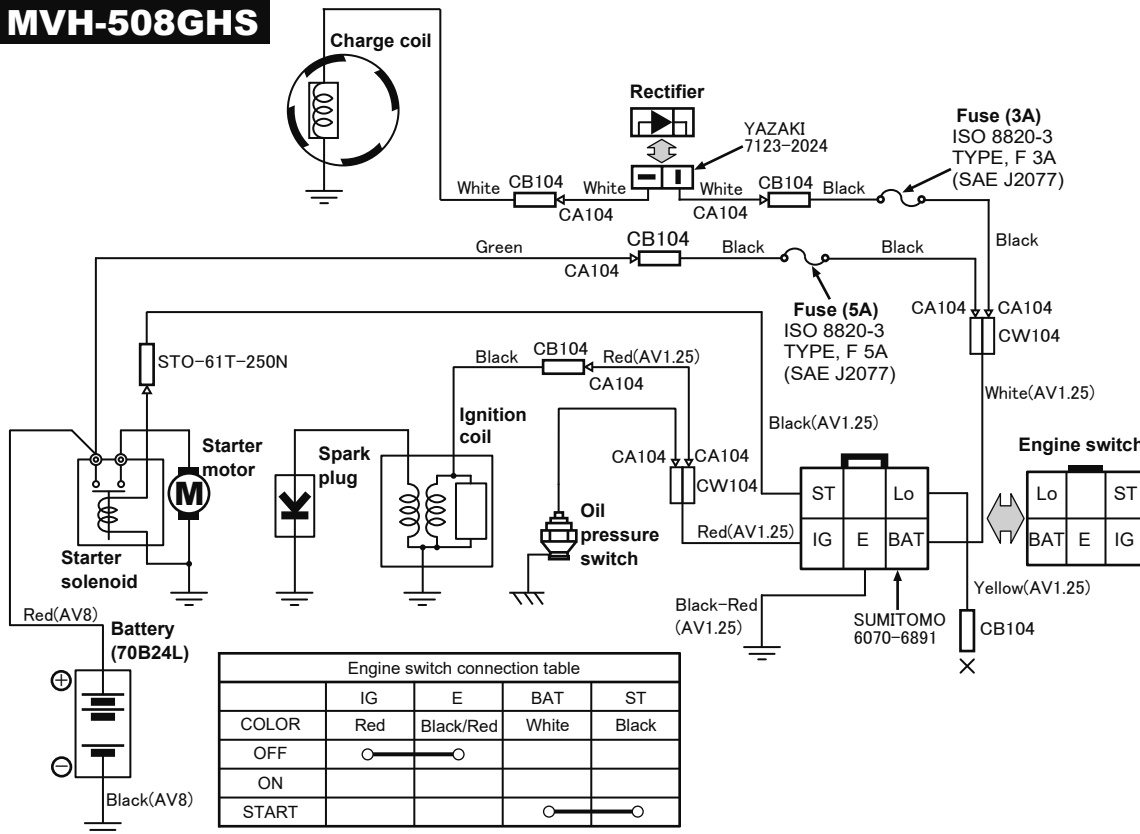 MVH-508GHS
Charge coil
Rectifier
YAZAKI
7123-2024
Fuse (3A)
ISO 8820-3
TYPE, F 3A
(SAE J2077)
White
CB104
CA104
White
White
CA104
CB104
Black
Black
Green
CA104
CB104
Black
Black
Fuse (5A)
ISO 8820-3
TYPE, F 5A
(SAE J2077)
CA104
CA104
CW104
White(AV1.25)
STO-61T-250N
Black
CB104
CA104
Red(AV1.25)
Black(AV1.25)
Starter
motor
M
Starter
solenoid
Spark
plug
Ignition
coil
Oil
pressure
switch
CA104
CA104
CW104
Red(AV1.25)
ST
Lo
IG
E
BAT
Engine switch
Lo
ST
BAT
E
IG
Black-Red
(AV1.25)
SUMITOMO
6070-6891
Yellow(AV1.25)
CB104
Red(AV8)
Battery
(70B24L)
+
−
Black(AV8)
Engine switch connection table
IG E BAT ST
COLOR Red Black/Red White Black
OFF
ON
START